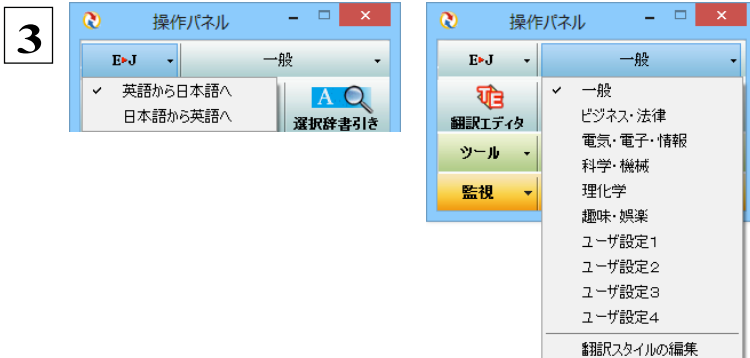 3
操作パネル
E▶J
一般
英語から日本語へ
日本語から英語へ
選択辞書引き
操作パネル
E▶J
一般
翻訳エディタ
ツール
監視
一般
ビジネス・法律
電気・電子・情報
科学・機械
理化学
趣味・娯楽
ユーザ設定1
ユーザ設定2
ユーザ設定3
ユーザ設定4
翻訳スタイルの編集